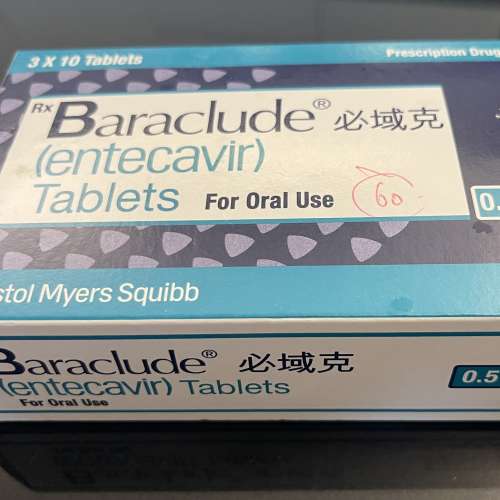 3 X 10 Tablets
Prescription Drug
Rx Baraclude® 必域克
(entecavir)
Tablets For Oral Use
60
0.
stol Myers Squibb
Baraclude® 必域克
(entecavir) Tablets
0.5
For Oral Use